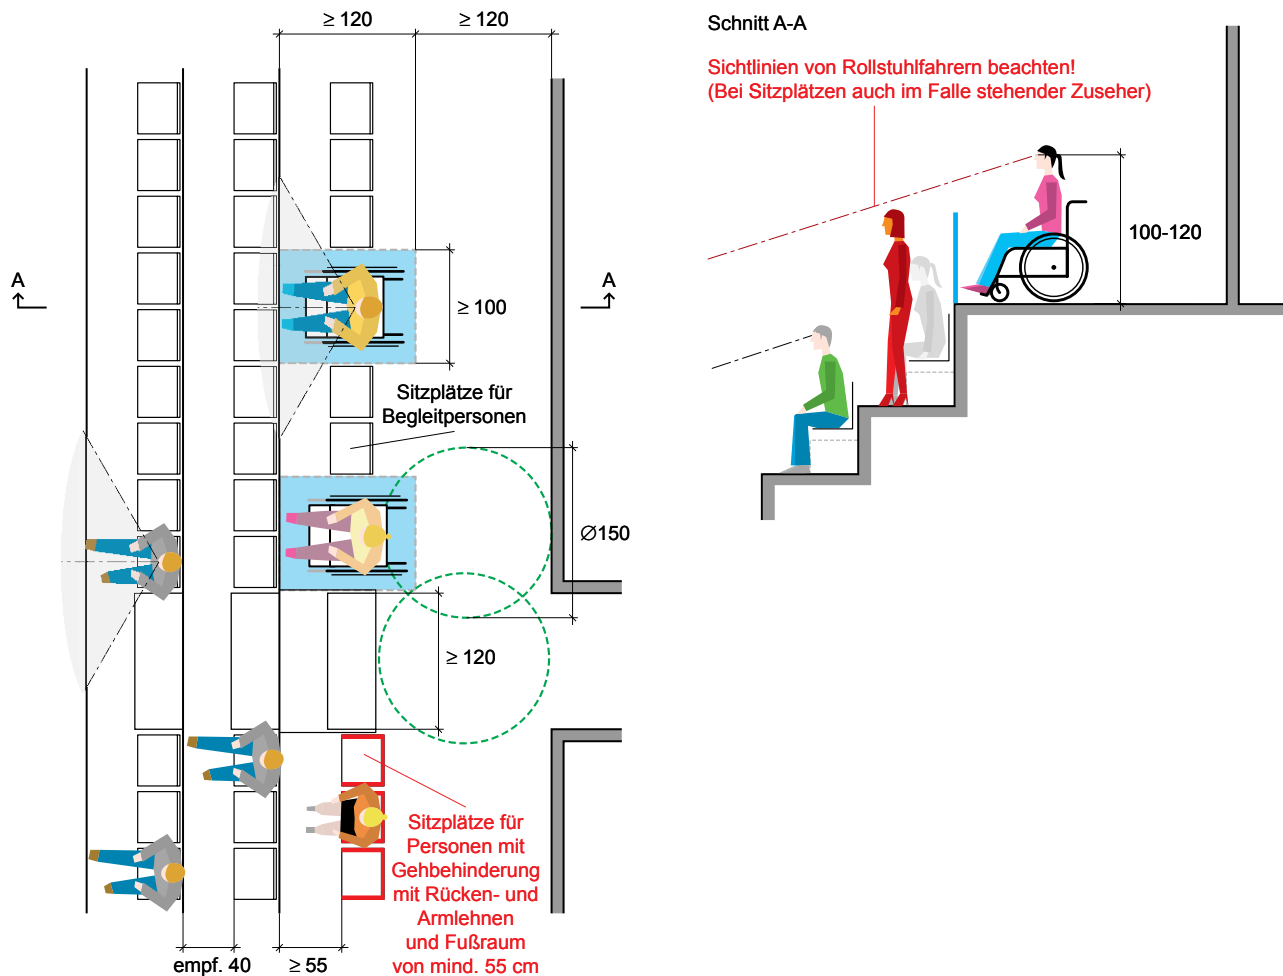 ≥ 120
≥ 120
A
A
≥ 100
Sitzplätze für
Begleitpersonen
Ø150
≥ 120
Sitzplätze für
Personen mit
Gehbehinderung
mit Rücken- und
Armlehnen
und Fußraum
von mind. 55 cm
empf. 40
≥ 55
Schnitt A-A
Sichtlinien von Rollstuhlfahrern beachten!
(Bei Sitzplätzen auch im Falle stehender Zuseher)
100-120